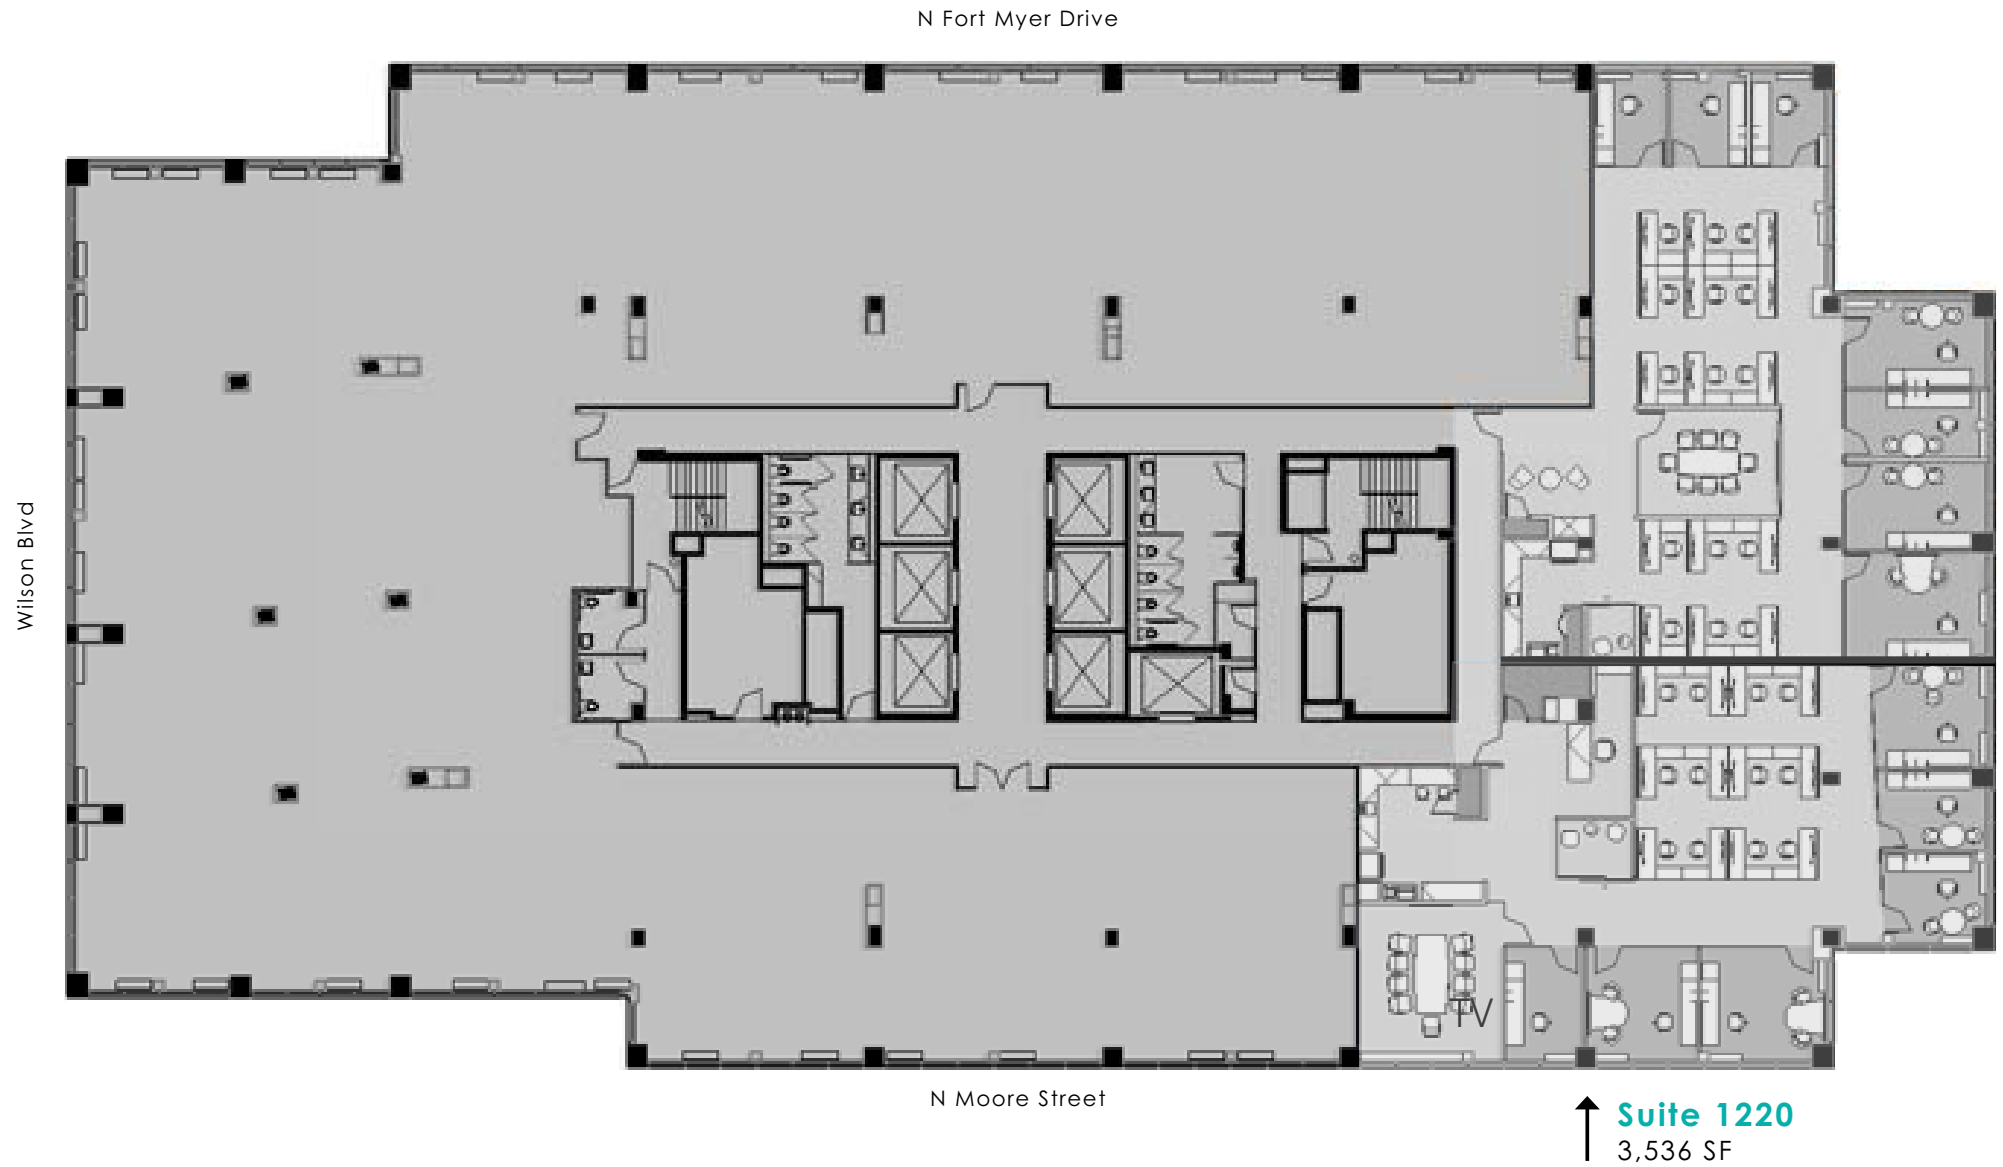 N Fort Myer Drive
Wilson Blvd
TV
N Moore Street
Suite 1220
3,536 SF